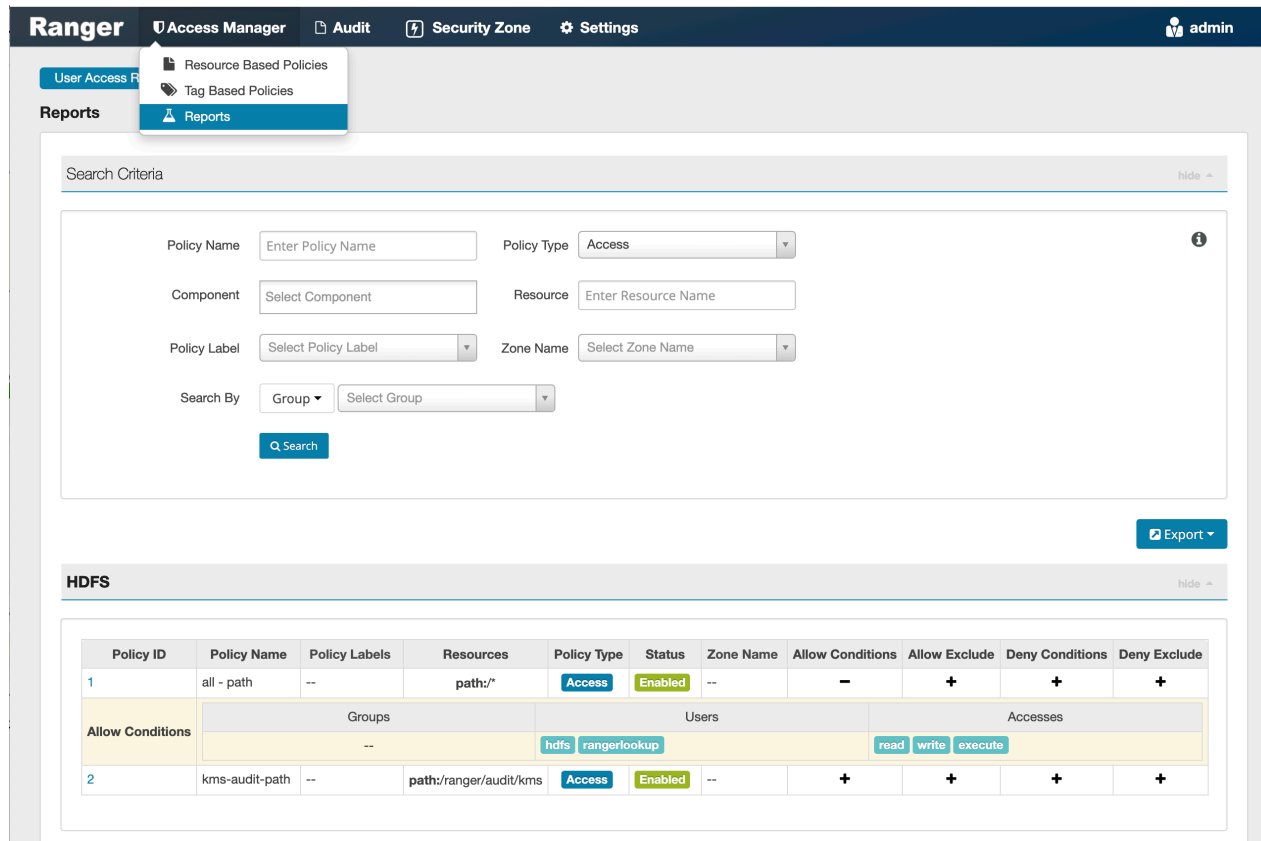 Ranger Access Manager Audit Security Zone Settings admin
Resource Based Policies
User Access R
Tag Based Policies
Reports
Reports
Search Criteria hide
Policy Name Enter Policy Name Policy Type Access
Component Select Component Resource Enter Resource Name
Policy Label Select Policy Label Zone Name Select Zone Name
Search By Group Select Group
Search
Export
HDFS hide
Policy ID Policy Name Policy Labels Resources Policy Type Status Zone Name Allow Conditions Allow Exclude Deny Conditions Deny Exclude
1 all - path -- path:/* Access Enabled -- − + + +
Groups Users Accesses
Allow Conditions
-- hdfs rangerlookup read write execute
2 kms-audit-path -- path:/ranger/audit/kms Access Enabled -- + + + +